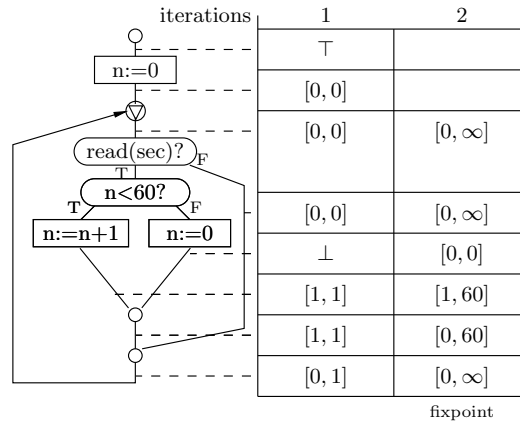 iterations 1 2
⊤
n:=0
[0, 0]
[0, 0] [0, ∞]
read(sec)?
F
T
n<60?
T F [0, 0] [0, ∞]
n:=n+1 n:=0
⊥ [0, 0]
[1, 1] [1, 60]
[1, 1] [0, 60]
[0, 1] [0, ∞]
fixpoint